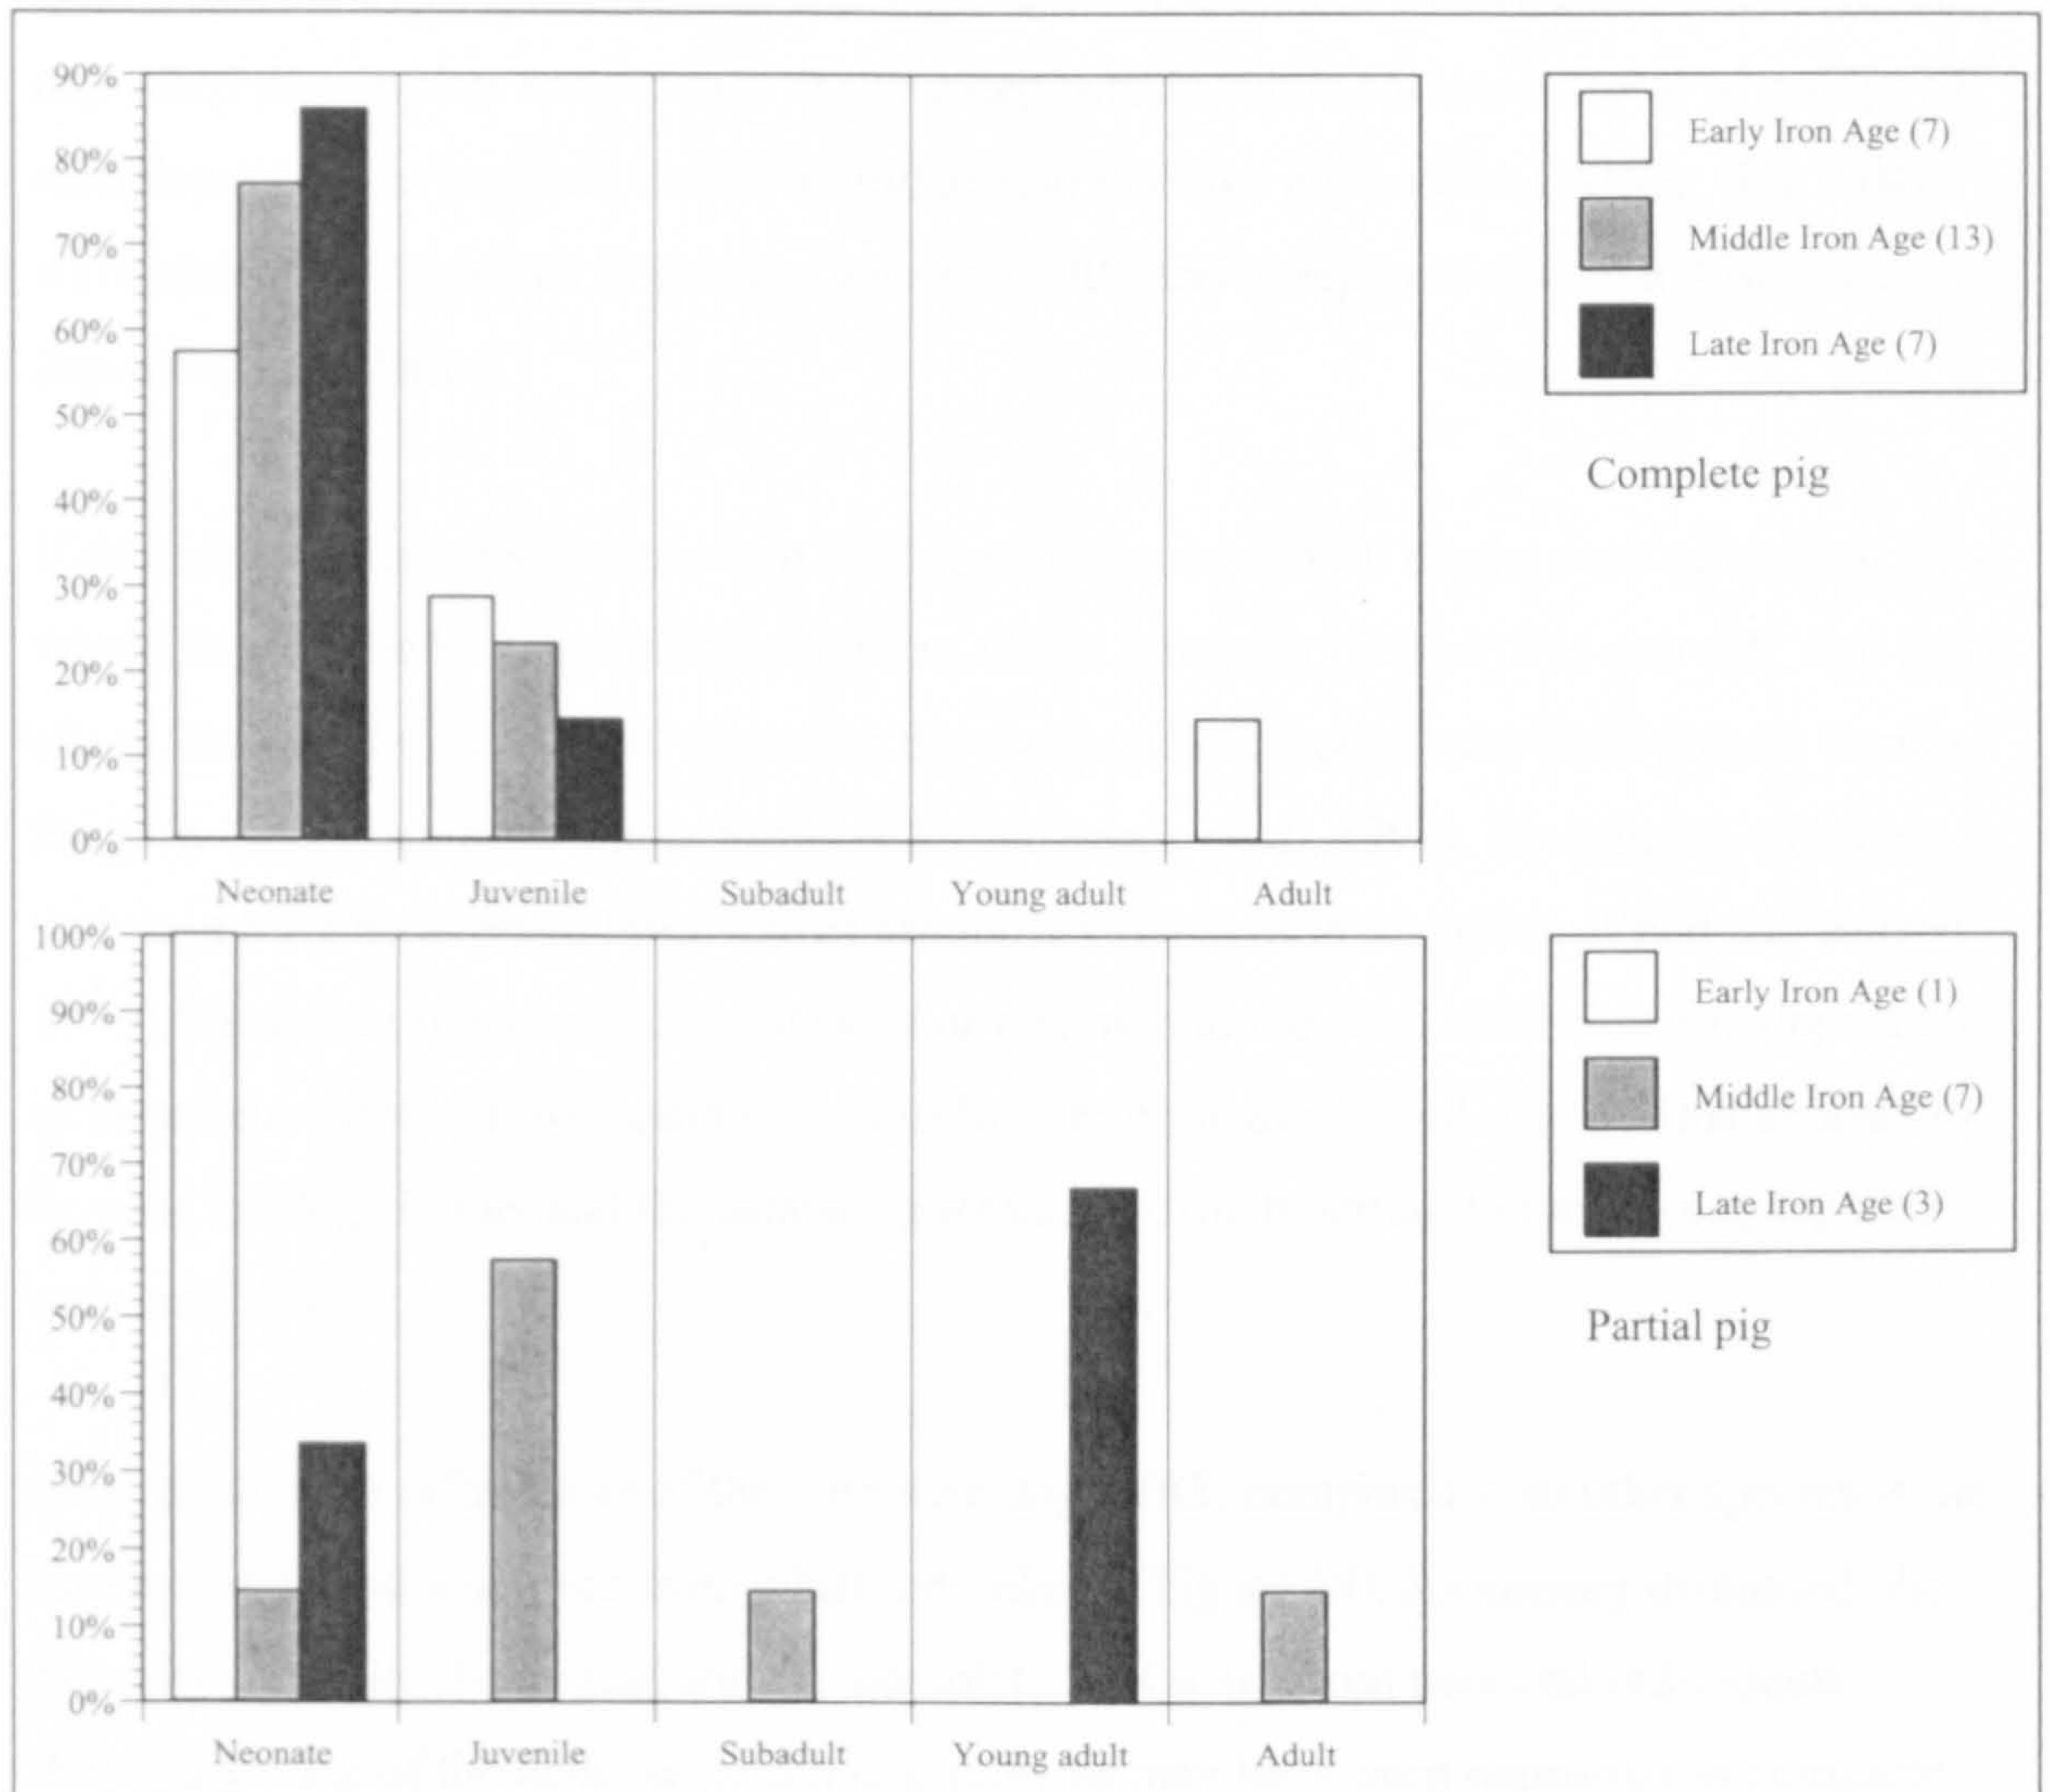 90%
80%
70%
60%
50%
40%
30%
20%
10%
0%
Neonate Juvenile Subadult Young adult Adult
Early Iron Age (7)
Middle Iron Age (13)
Late Iron Age (7)
Complete pig
100%
90%
80%
70%
60%
50%
40%
30%
20%
10%
0%
Neonate Juvenile Subadult Young adult Adult
Early Iron Age (1)
Middle Iron Age (7)
Late Iron Age (3)
Partial pig